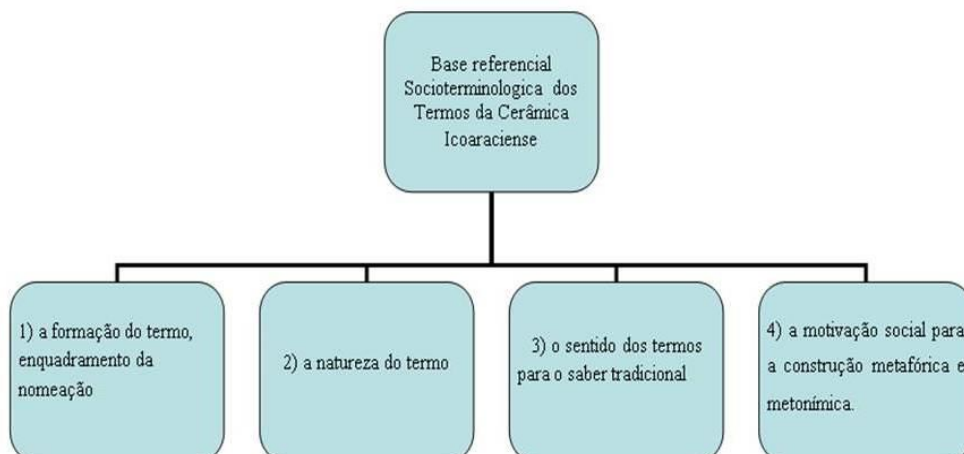 Base referencial
Socioterminologica dos
Termos da Cerâmica
Icoaraciense
1) a formação do termo,
enquadramento da
nomeação
2) a natureza do termo
3) o sentido dos termos
para o saber tradicional
4) a motivação social para
a construção metafórica e
metonímica.